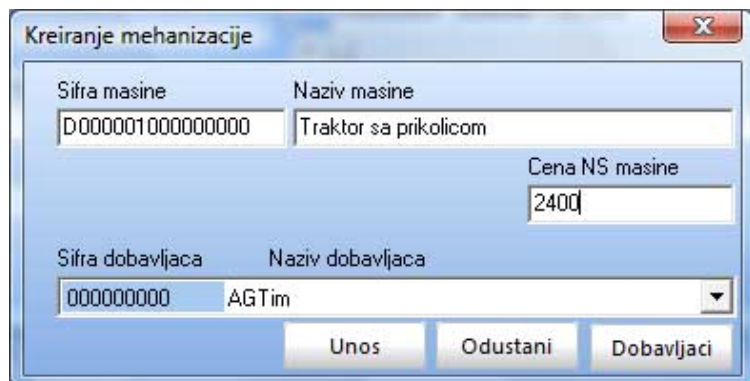 Kreiranje mehanizacije
Sifra masine Naziv masine
D000001000000000 Traktor sa prikolicom
Cena NS masine
2400
Sifra dobavljaca Naziv dobavljaca
000000000 AGTim
Unos Odustani Dobavljaci